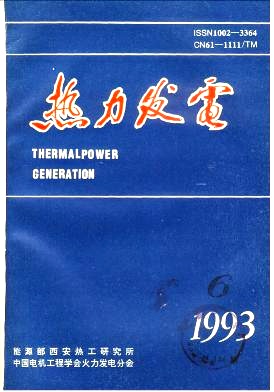 ISSN1002—3364
CN61—1111/TM
热力发電
THERMALPOWER
GENERATION
6
1993
能源部西安热工研究所
中国电机工程学会火力发电分会